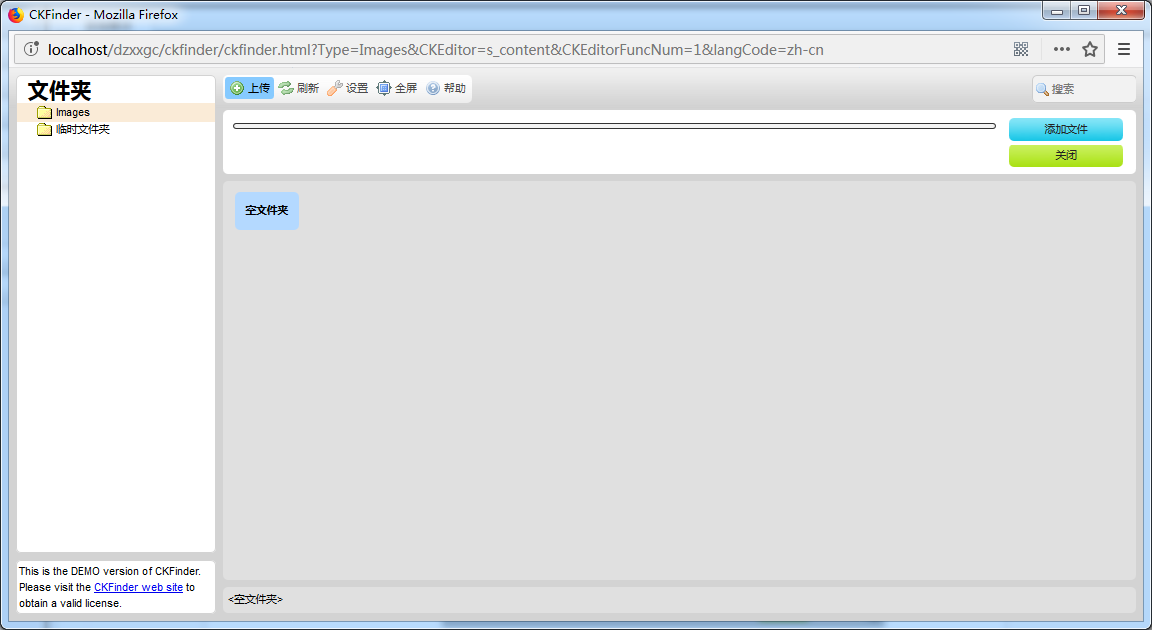 CKFinder - Mozilla Firefox
localhost/dzxxgc/ckfinder/ckfinder.html?Type=Images&CKEditor=s_content&CKEditorFuncNum=1&langCode=zh-cn
文件夹
Images
临时文件夹
上传 刷新 设置 全屏 帮助
搜索
添加文件
关闭
空文件夹
This is the DEMO version of CKFinder.
Please visit the CKFinder web site to
obtain a valid license.
<空文件夹>